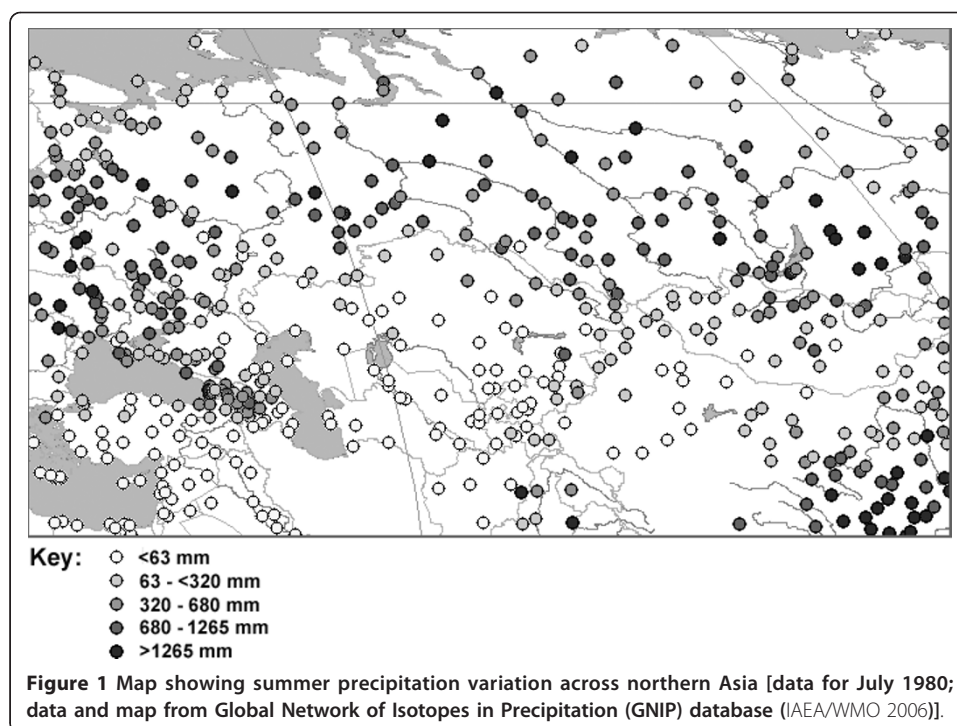 Key:
<63 mm
63 - <320 mm
320 - 680 mm
680 - 1265 mm
>1265 mm
Figure 1 Map showing summer precipitation variation across northern Asia [data for July 1980;
data and map from Global Network of Isotopes in Precipitation (GNIP) database (IAEA/WMO 2006)].